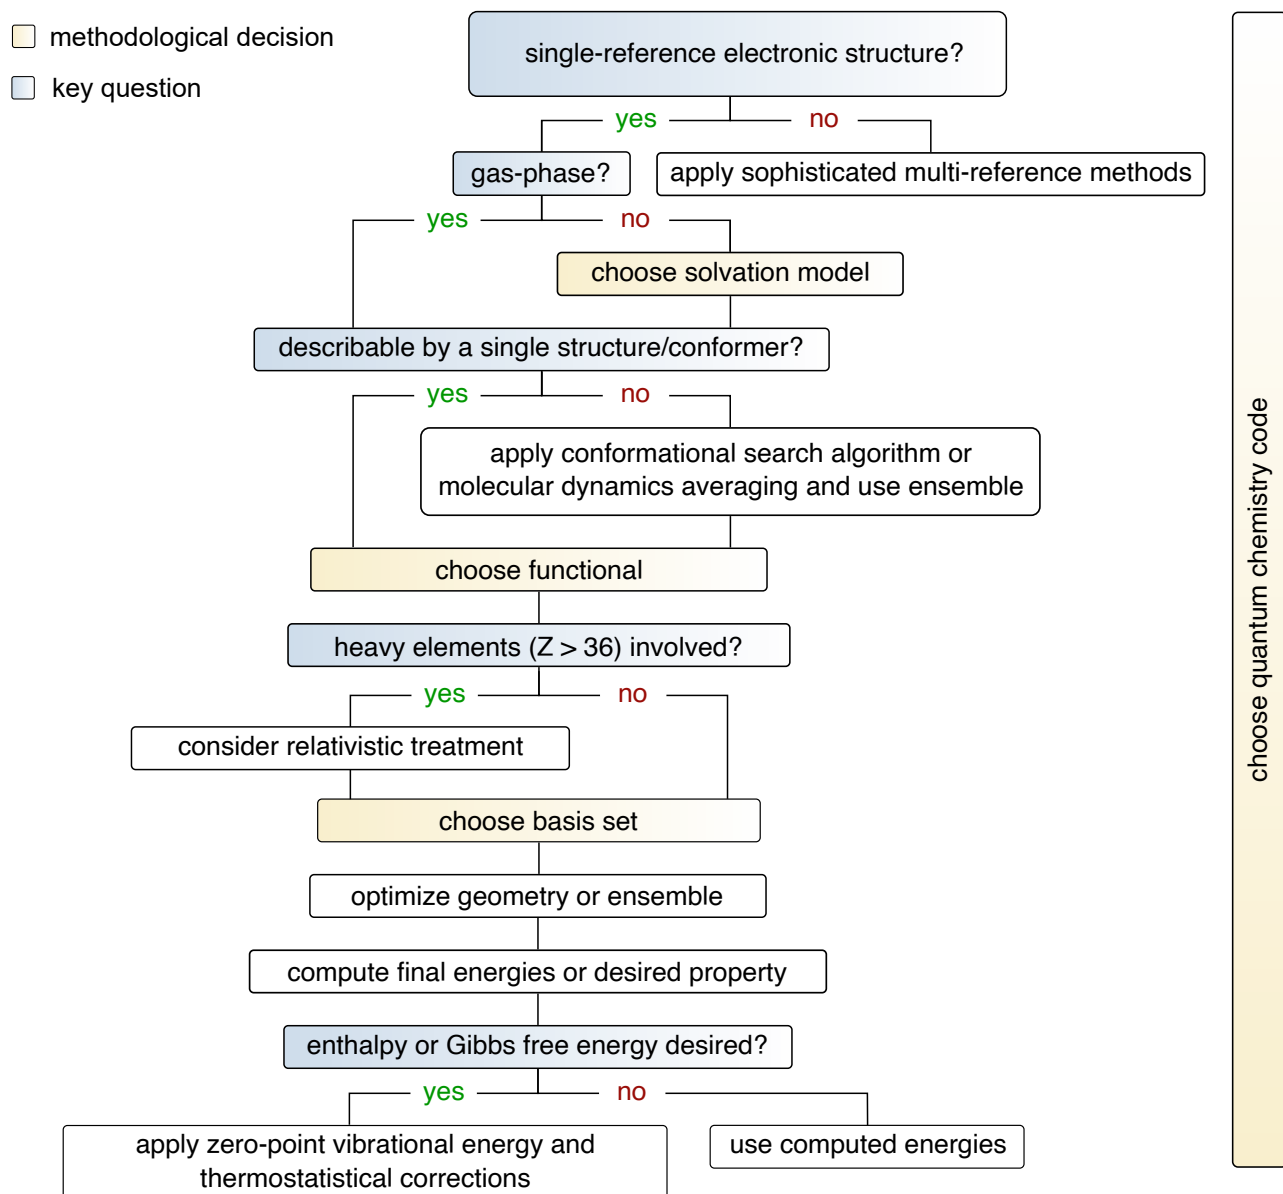 methodological decision
key question
single-reference electronic structure?
yes
no
gas-phase?
apply sophisticated multi-reference methods
yes
no
choose solvation model
describable by a single structure/conformer?
yes
no
apply conformational search algorithm or
molecular dynamics averaging and use ensemble
choose functional
heavy elements (Z > 36) involved?
yes
no
consider relativistic treatment
choose basis set
optimize geometry or ensemble
compute final energies or desired property
enthalpy or Gibbs free energy desired?
yes
no
apply zero-point vibrational energy and
thermostatistical corrections
use computed energies
choose quantum chemistry code